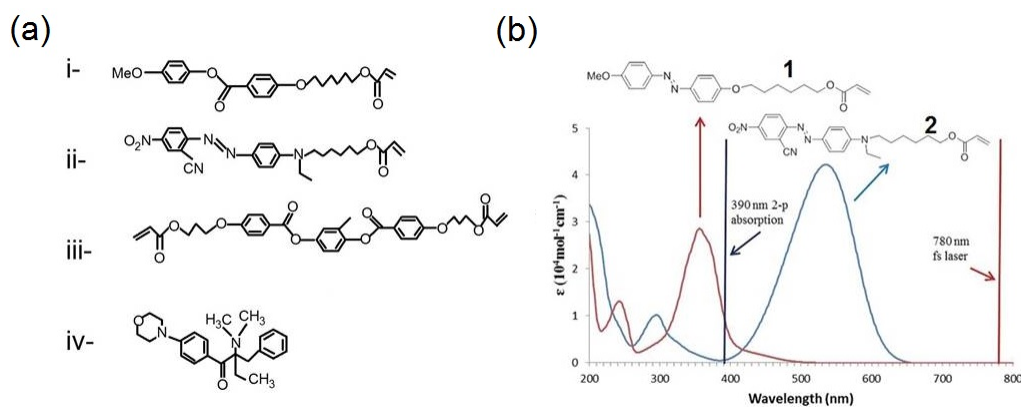 (a)
i-
MeO
O
O
O
O
O
ii-
O₂N
N
N
CN
N
O
O
iii-
O
O
O
O
O
O
O
O
O
O
iv-
O
N
H₃C
CH₃
N
O
CH₃
(b)
1
MeO
N
N
O
O
O
2
O₂N
N
N
CN
N
O
O
5
4
3
2
1
0
ε (10⁴mol⁻¹cm⁻¹)
390 nm 2-p
absorption
780 nm
fs laser
200 300 400 500 600 700 800
Wavelength (nm)